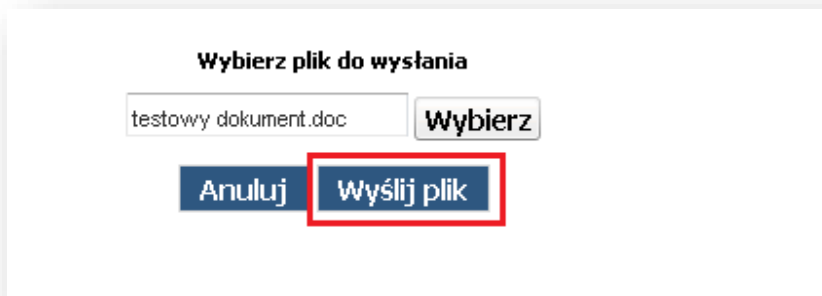 Wybierz plik do wysłania
testowy dokument.doc Wybierz
Anuluj Wyślij plik